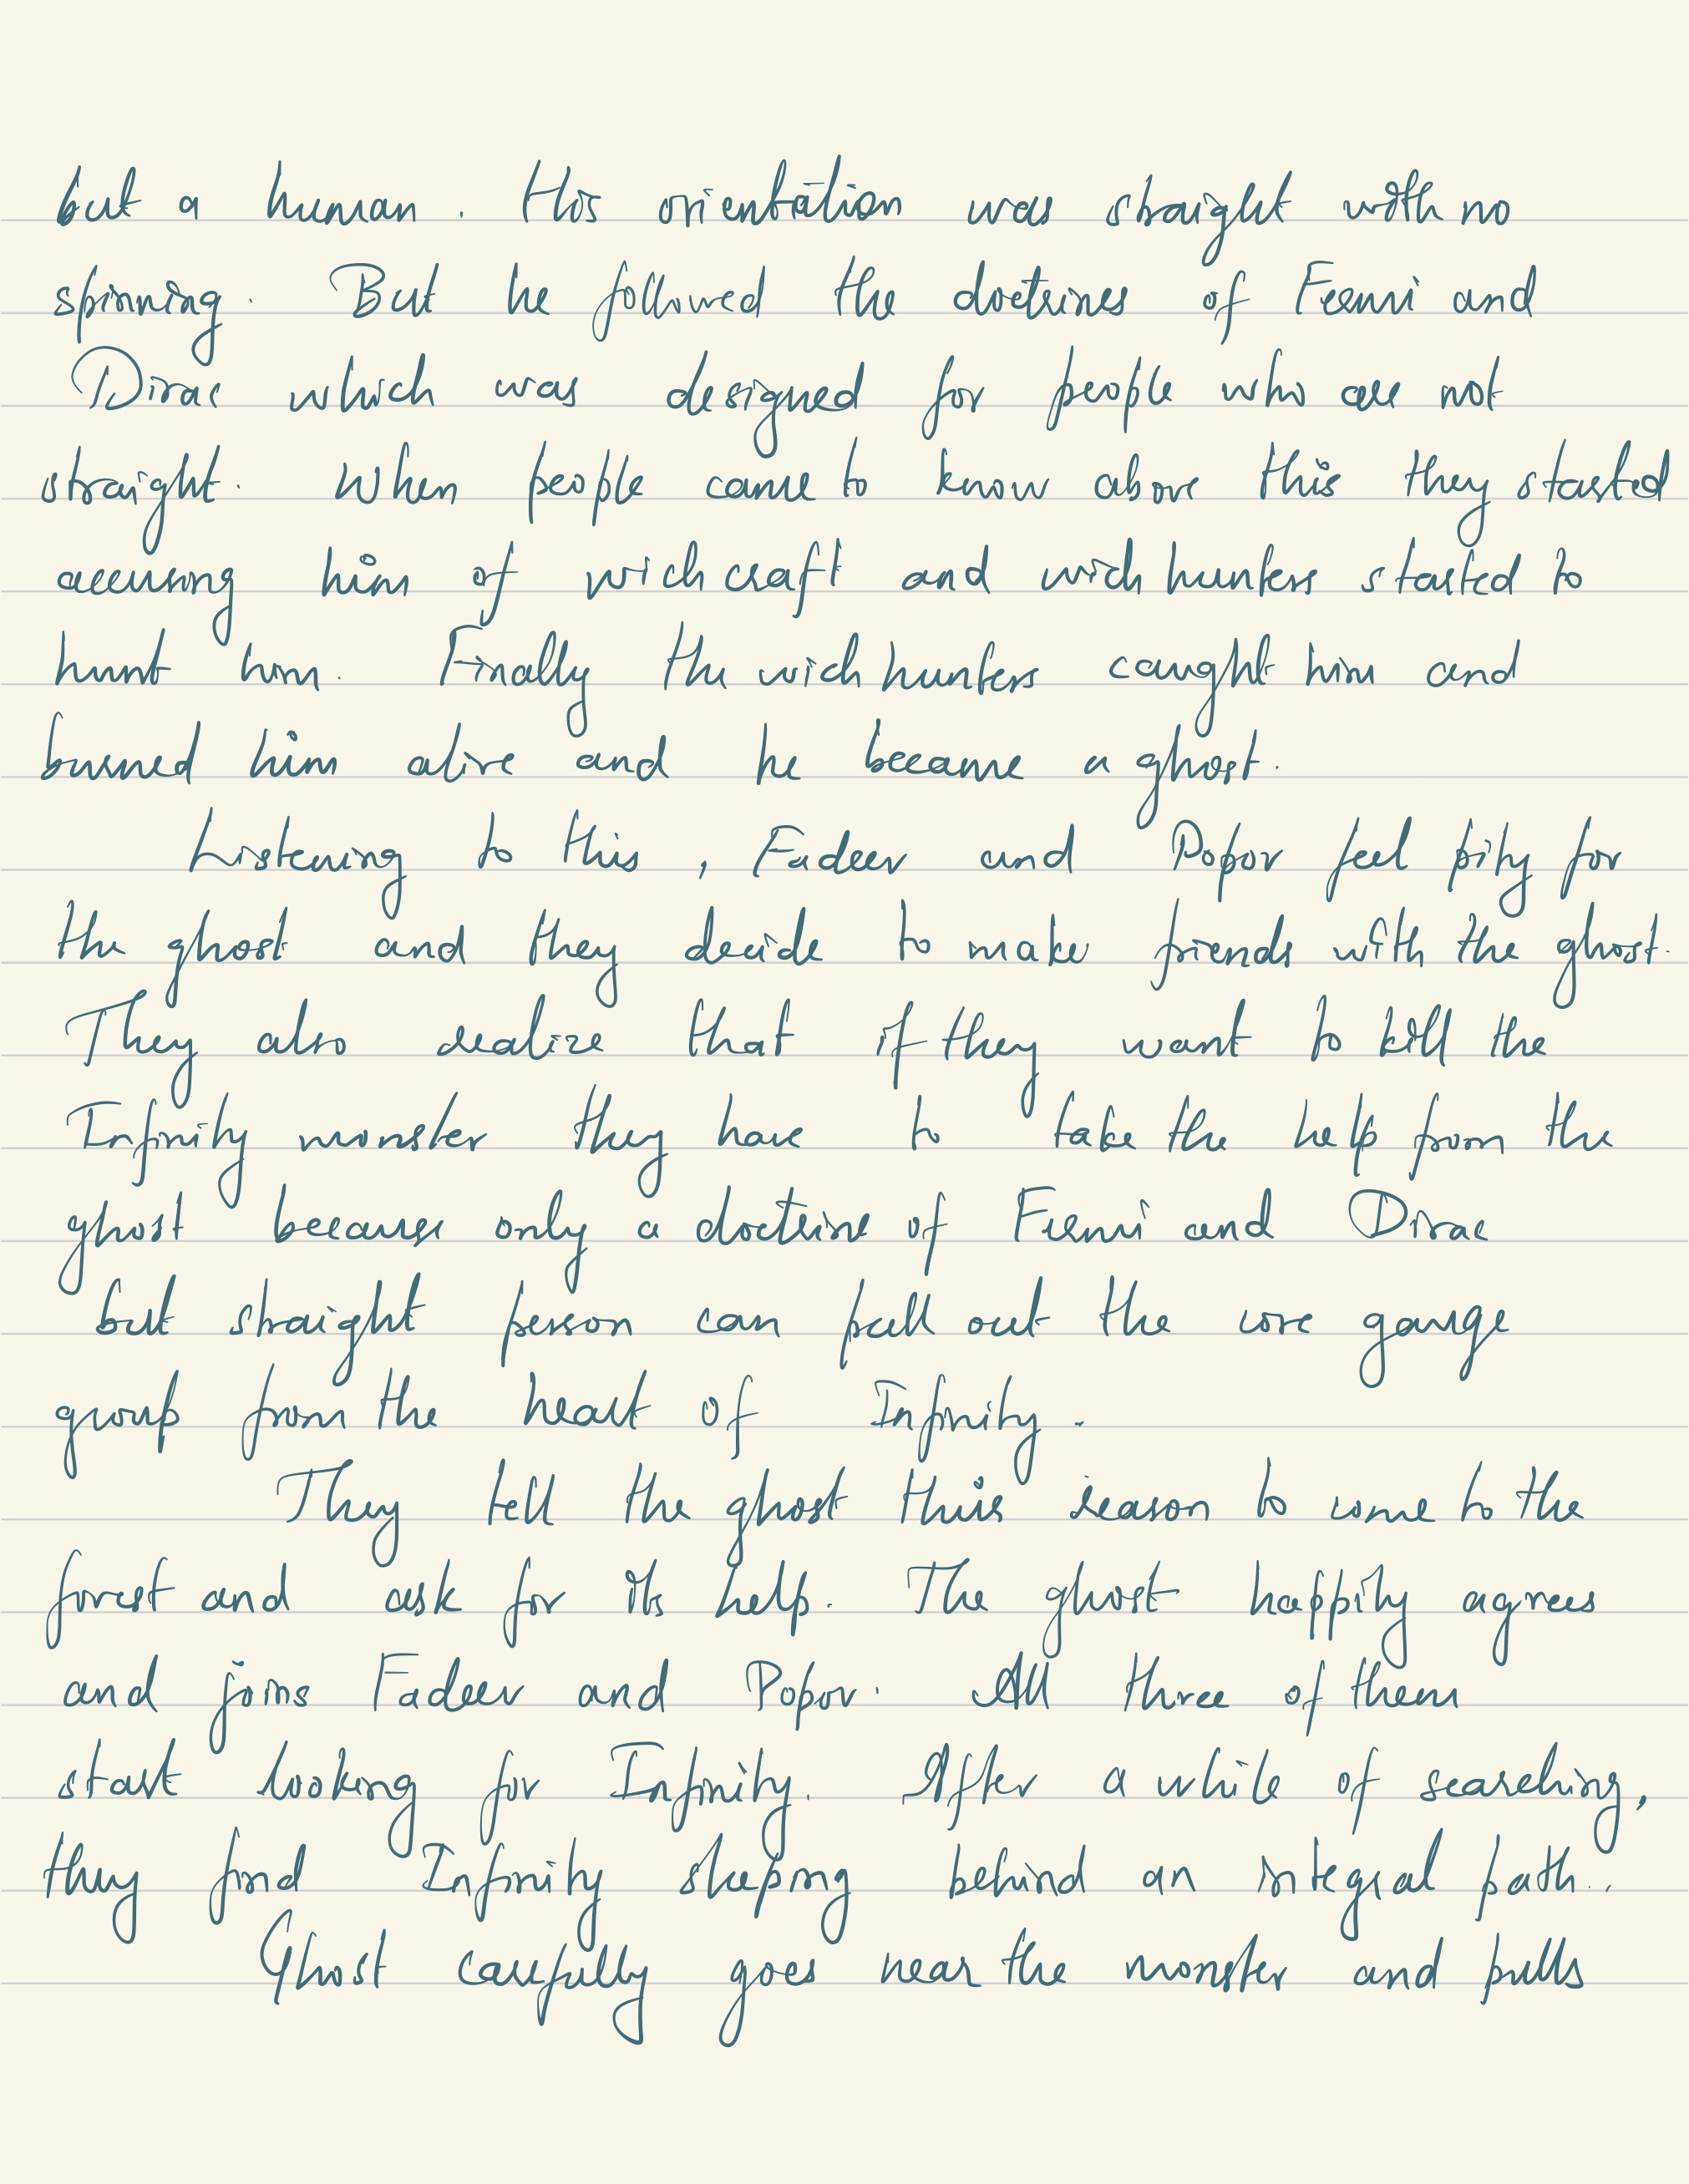 but a human. His orientation was straight with no
spinning. But he followed the doctrines of Fermi and
Dirac which was designed for people who are not
straight. When people came to know above this they started
accusing him of wichcraft and wich hunters started to
hunt him. Finally the wich hunters caught him and
burned him alive and he became a ghost.
Listening to this, Fadeev and Popov feel pity for
the ghost and they decide to make friends with the ghost.
They also realize that if they want to kill the
Infinity monster they have to take the help from the
ghost because only a doctrine of Fermi and Dirac
but straight person can pull out the core gauge
group from the heart of Infinity.
They tell the ghost thuis reason to come to the
forest and ask for its help. The ghost happily agrees
and joins Fadeev and Popov. All three of them
start looking for Infinity. After a while of searching,
they find Infinity sleeping behind an integral path..
Ghost carefully goes near the monster and pulls